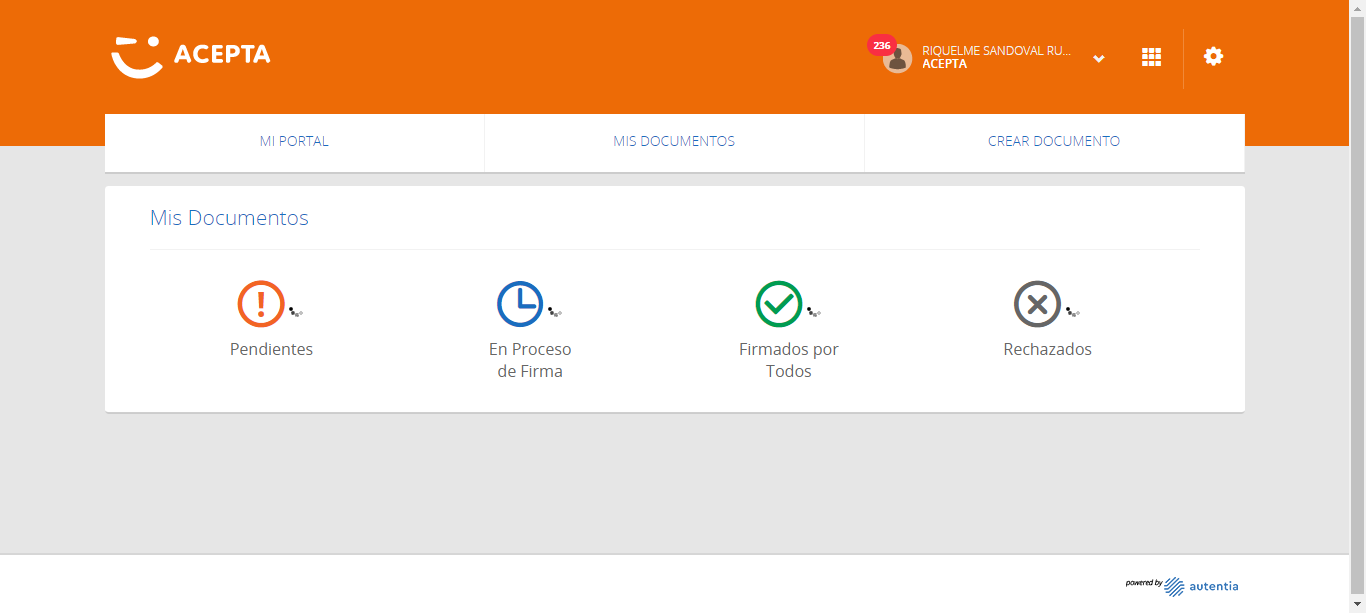 ACEPTA
236
RIQUELME SANDOVAL RU...
ACEPTA
MI PORTAL
MIS DOCUMENTOS
CREAR DOCUMENTO
Mis Documentos
Pendientes
En Proceso
de Firma
Firmados por
Todos
Rechazados
powered by
autentia